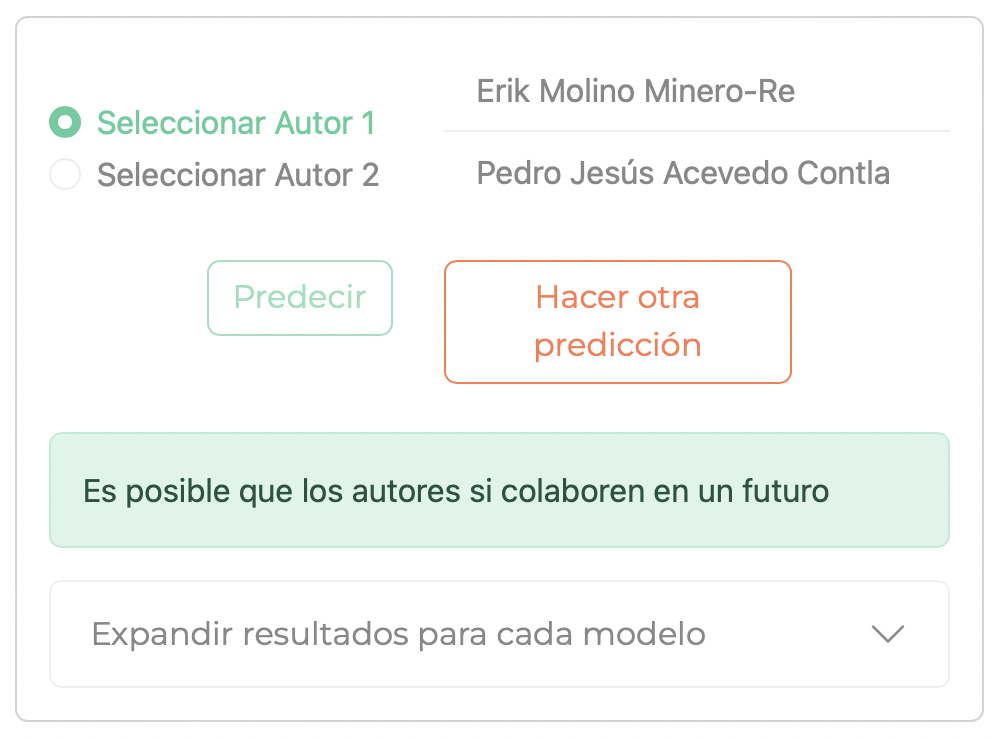 Seleccionar Autor 1
Seleccionar Autor 2
Erik Molino Minero-Re
Pedro Jesús Acevedo Contla
Predecir
Hacer otra
predicción
Es posible que los autores si colaboren en un futuro
Expandir resultados para cada modelo